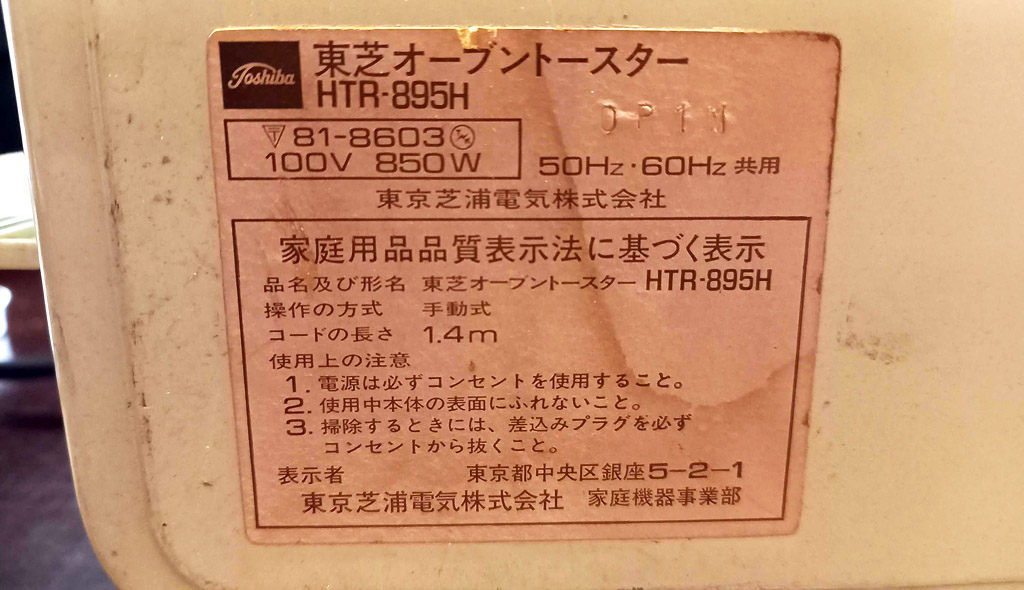 Toshiba
東芝オーブントースター
HTR-895H
81-8603
100V 850W
50Hz・60Hz 共用
東京芝浦電気株式会社
家庭用品品質表示法に基づく表示
品名及び形名 東芝オーブントースター HTR-895H
操作の方式 手動式
コードの長さ 1.4m
使用上の注意
1. 電源は必ずコンセントを使用すること。
2. 使用中本体の表面にふれないこと。
3. 掃除するときには、差込みプラグを必ず
コンセントから抜くこと。
表示者 東京都中央区銀座5-2-1
東京芝浦電気株式会社 家庭機器事業部